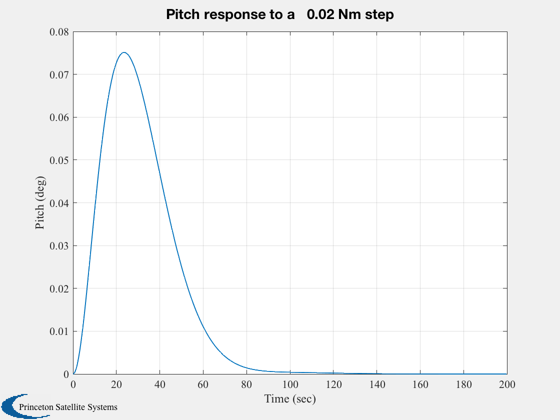 Pitch response to a 0.02 Nm step
0.08
0.07
0.06
0.05
0.04
0.03
0.02
0.01
0
Pitch (deg)
0 20 40 60 80 100 120 140 160 180 200
Time (sec)
Princeton Satellite Systems